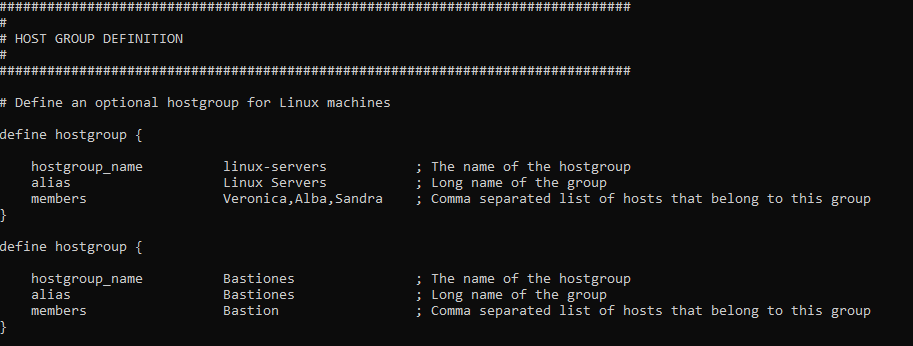 ###############################################################################
#
# HOST GROUP DEFINITION
#
###############################################################################
# Define an optional hostgroup for Linux machines
define hostgroup {
    hostgroup_name          linux-servers           ; The name of the hostgroup
    alias                   Linux Servers           ; Long name of the group
    members                 Veronica,Alba,Sandra    ; Comma separated list of hosts that belong to this group
}
define hostgroup {
    hostgroup_name          Bastiones               ; The name of the hostgroup
    alias                   Bastiones               ; Long name of the group
    members                 Bastion                 ; Comma separated list of hosts that belong to this group
}